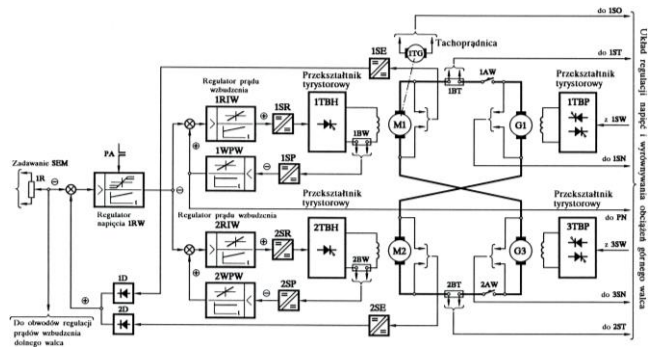 do 1SO
1TG
Tachoprądnica
do 1ST
1SE
Regulator prądu
wzbudzenia
1RIW
1SR
Przekształtnik
tyrystorowy
1TBH
M1
1BT
1AW
G1
Przekształtnik
tyrystorowy
1TBP
z 1SW
1BW
1WPW
1SP
do 1SN
PA
Zadawanie SEM
1R
Regulator
napięcia 1RW
do PN
Regulator prądu wzbudzenia
2RIW
2SR
Przekształtnik
tyrystorowy
2TBH
M2
G3
Przekształtnik
tyrystorowy
3TBP
z 3SW
2BW
2WPW
2SP
2BT
2AW
do 3SN
1D
2D
2SE
do 2ST
Do obwodów regulacji
prądów wzbudzenia
dolnego walca
Układ regulacji napięć i wyrównywania
obciążeń górnego walca